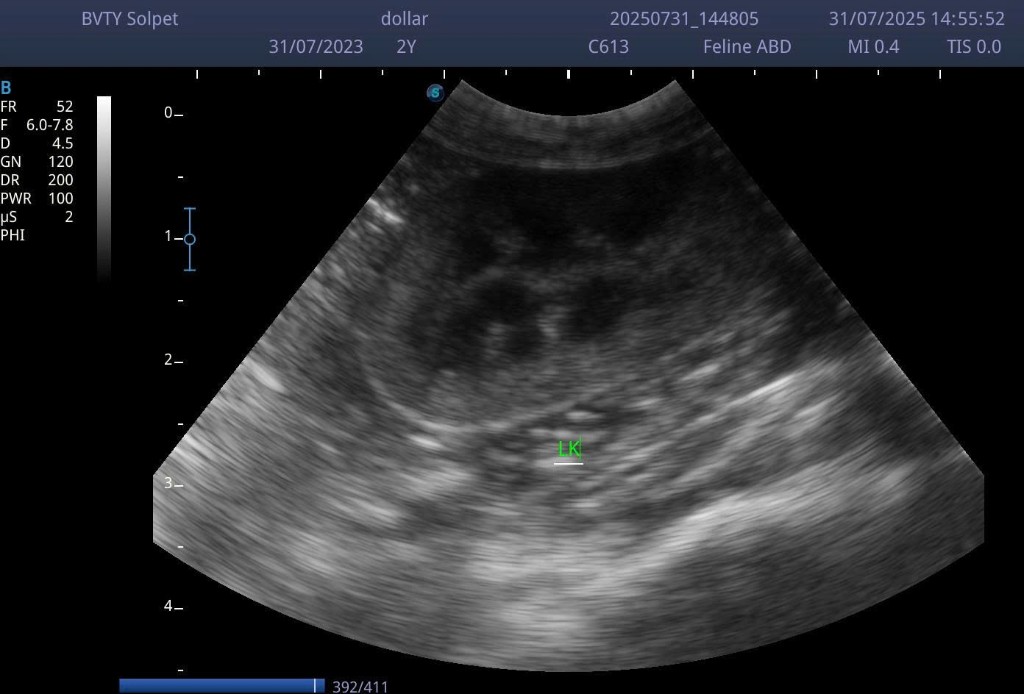 BVTY Solpet dollar 20250731_144805 31/07/2025 14:55:52
31/07/2023 2Y C613 Feline ABD MI 0.4 TIS 0.0
B
FR 52
F 6.0-7.8
D 4.5
GN 120
DR 200
PWR 100
µS 2
PHI
S
0
1
2
LK
3
4
392/411